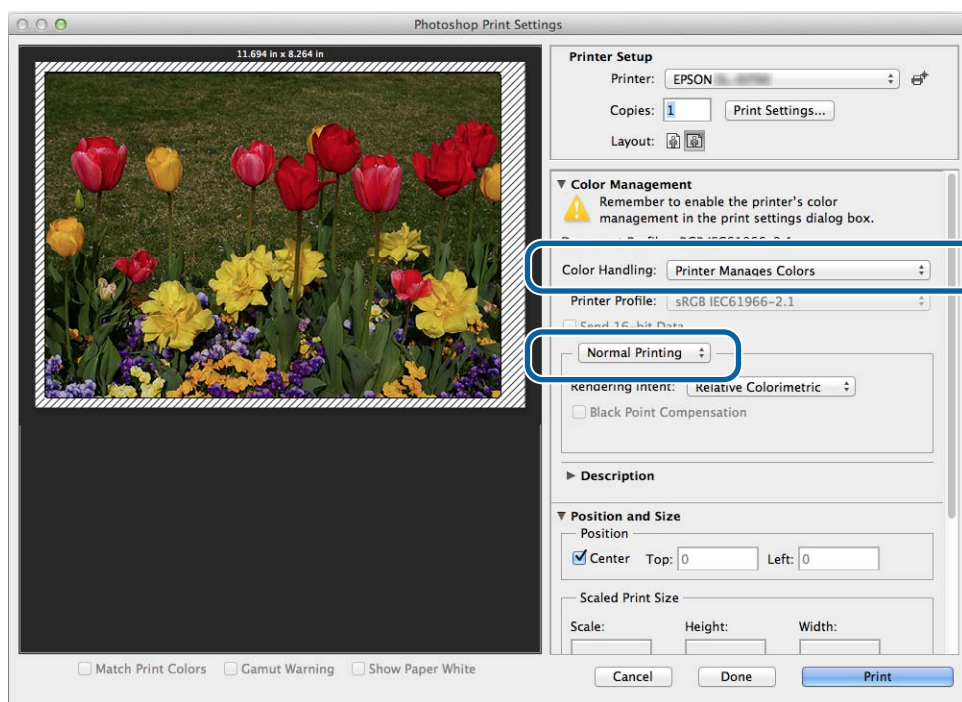 Photoshop Print Settings
11.694 in x 8.264 in
Printer Setup
Printer: EPSON
Copies: 1 Print Settings...
Layout:
Color Management
Remember to enable the printer's color
management in the print settings dialog box.
Color Handling: Printer Manages Colors
Printer Profile: sRGB IEC61966-2.1
Send 16-bit Data
Normal Printing
Rendering Intent: Relative Colorimetric
Black Point Compensation
Description
Position and Size
Position
Center Top: 0 Left: 0
Scaled Print Size
Scale: Height: Width:
Match Print Colors Gamut Warning Show Paper White
Cancel Done Print